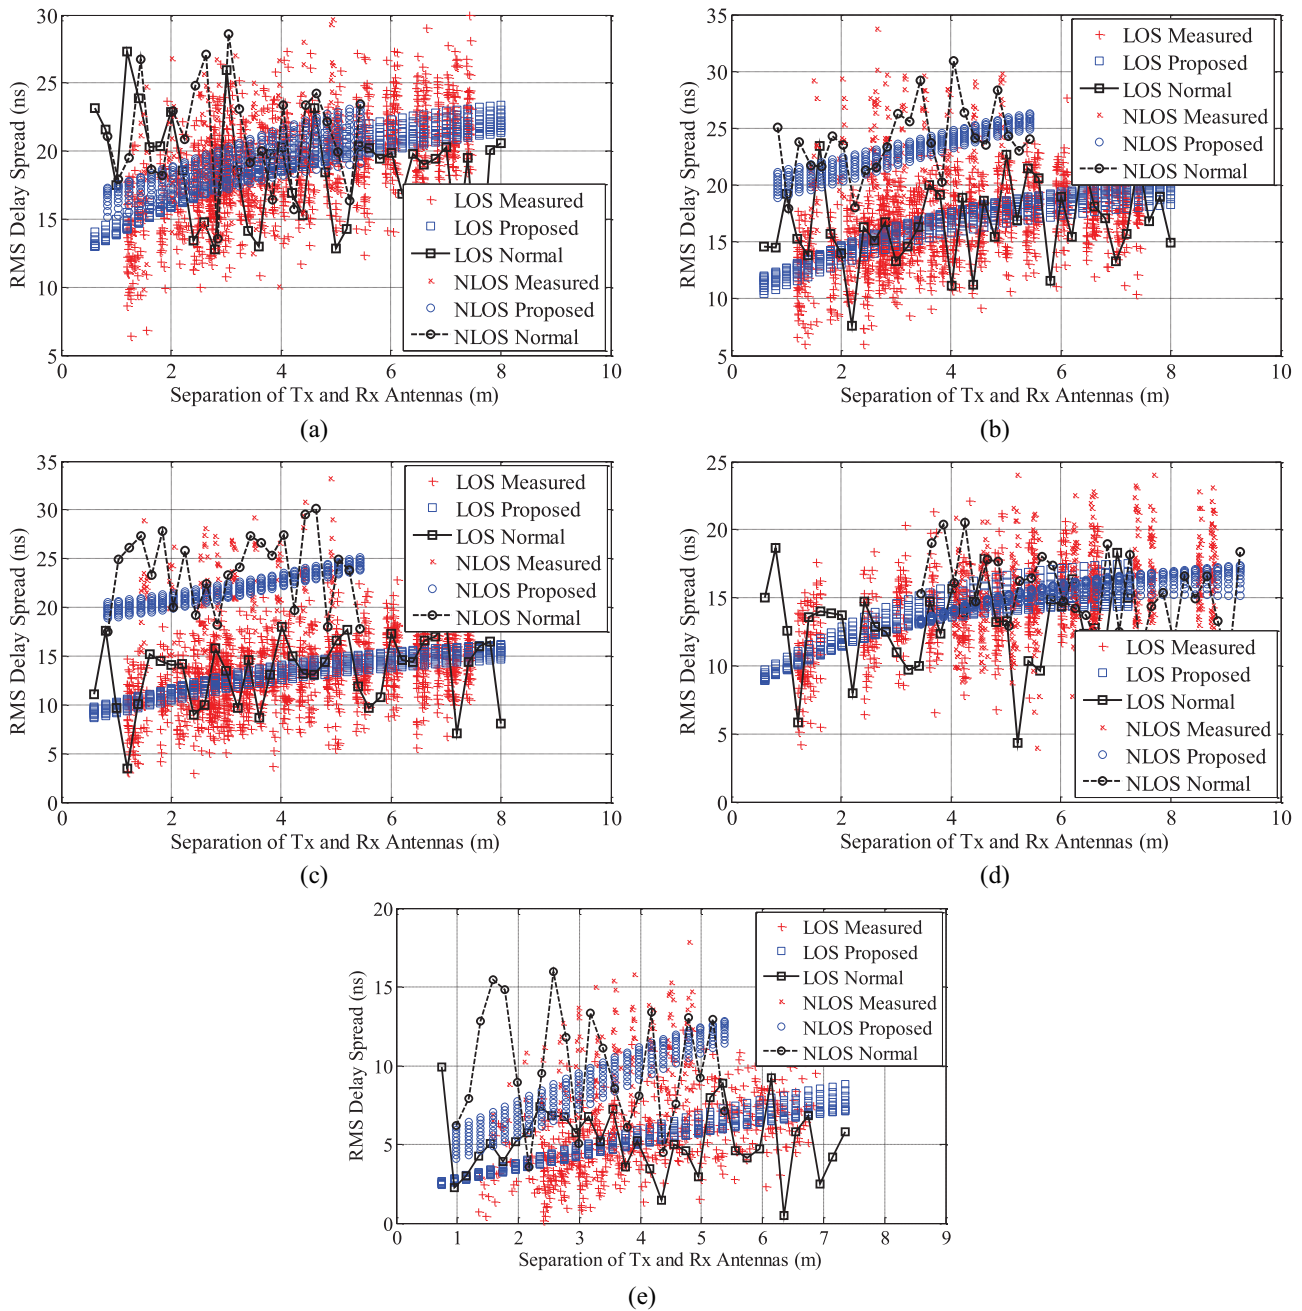 30
25
20
15
10
5
0 2 4 6 8 10
RMS Delay Spread (ns)
Separation of Tx and Rx Antennas (m)
LOS Measured
LOS Proposed
LOS Normal
NLOS Measured
NLOS Proposed
NLOS Normal
(a)
35
30
25
20
15
10
5
0 2 4 6 8 10
RMS Delay Spread (ns)
Separation of Tx and Rx Antennas (m)
LOS Measured
LOS Proposed
LOS Normal
NLOS Measured
NLOS Proposed
NLOS Normal
(b)
35
30
25
20
15
10
5
0
0 2 4 6 8 10
RMS Delay Spread (ns)
Separation of Tx and Rx Antennas (m)
LOS Measured
LOS Proposed
LOS Normal
NLOS Measured
NLOS Proposed
NLOS Normal
(c)
25
20
15
10
5
0
0 2 4 6 8 10
RMS Delay Spread (ns)
Separation of Tx and Rx Antennas (m)
LOS Measured
LOS Proposed
LOS Normal
NLOS Measured
NLOS Proposed
NLOS Normal
(d)
20
15
10
5
0
0 1 2 3 4 5 6 7 8 9
RMS Delay Spread (ns)
Separation of Tx and Rx Antennas (m)
LOS Measured
LOS Proposed
LOS Normal
NLOS Measured
NLOS Proposed
NLOS Normal
(e)